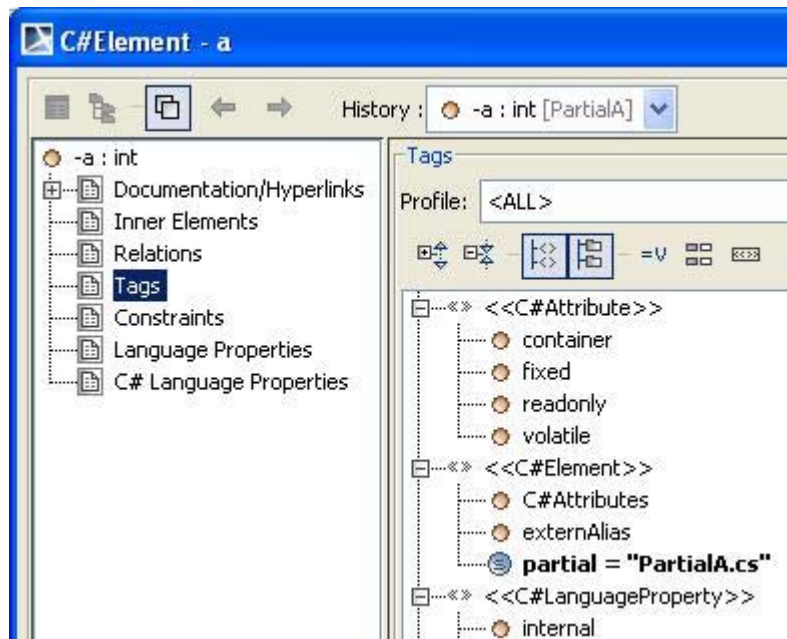 C#Element - a
History : -a : int [PartialA]
-a : int
Documentation/Hyperlinks
Inner Elements
Relations
Tags
Constraints
Language Properties
C# Language Properties
Tags
Profile: <ALL>
=V
«» <<C#Attribute>>
container
fixed
readonly
volatile
«» <<C#Element>>
C#Attributes
externAlias
partial = "PartialA.cs"
«» <<C#LanguageProperty>>
internal